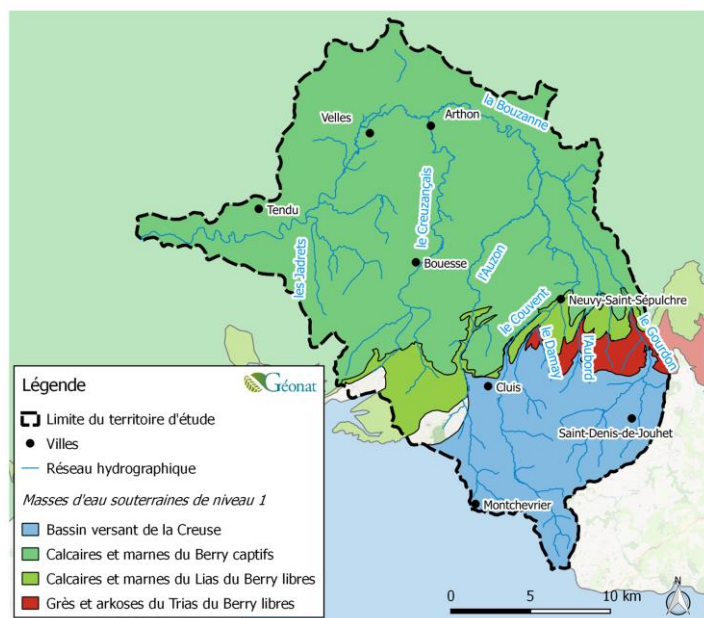 la Bouzanne
Velles
Arthon
le Creuzançais
Tendu
les Jadrets
Bouesse
l'Auzon
le Couvent
Neuvy-Saint-Sépulchre
le Damay
l'Aubord
le Gourdon
Cluis
Saint-Denis-de-Jouhet
Montchevrier
Légende
Géonat
Limite du territoire d'étude
Villes
Réseau hydrographique
Masses d'eau souterraines de niveau 1
Bassin versant de la Creuse
Calcaires et marnes du Berry captifs
Calcaires et marnes du Lias du Berry libres
Grès et arkoses du Trias du Berry libres
0 5 10 km
N